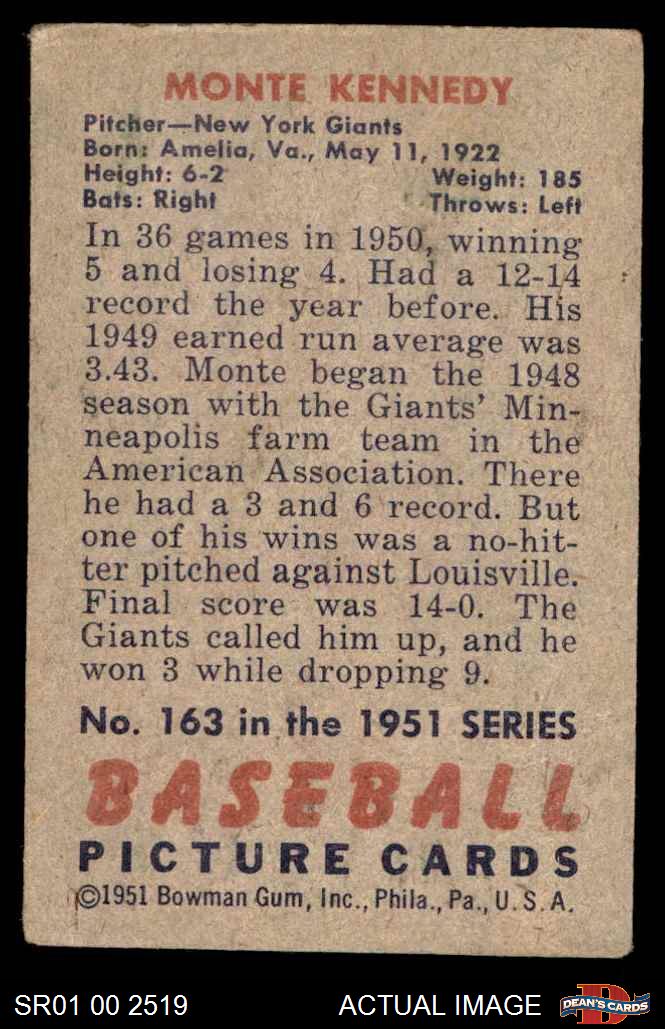 MONTE KENNEDY
Pitcher—New York Giants
Born: Amelia, Va., May 11, 1922
Height: 6-2 Weight: 185
Bats: Right Throws: Left
In 36 games in 1950, winning
5 and losing 4. Had a 12-14
record the year before. His
1949 earned run average was
3.43. Monte began the 1948
season with the Giants' Min-
neapolis farm team in the
American Association. There
he had a 3 and 6 record. But
one of his wins was a no-hit-
ter pitched against Louisville.
Final score was 14-0. The
Giants called him up, and he
won 3 while dropping 9.
No. 163 in the 1951 SERIES
BASEBALL
PICTURE CARDS
©1951 Bowman Gum, Inc., Phila., Pa., U.S.A.
SR01 00 2519 ACTUAL IMAGE
D
DEAN'S CARDS